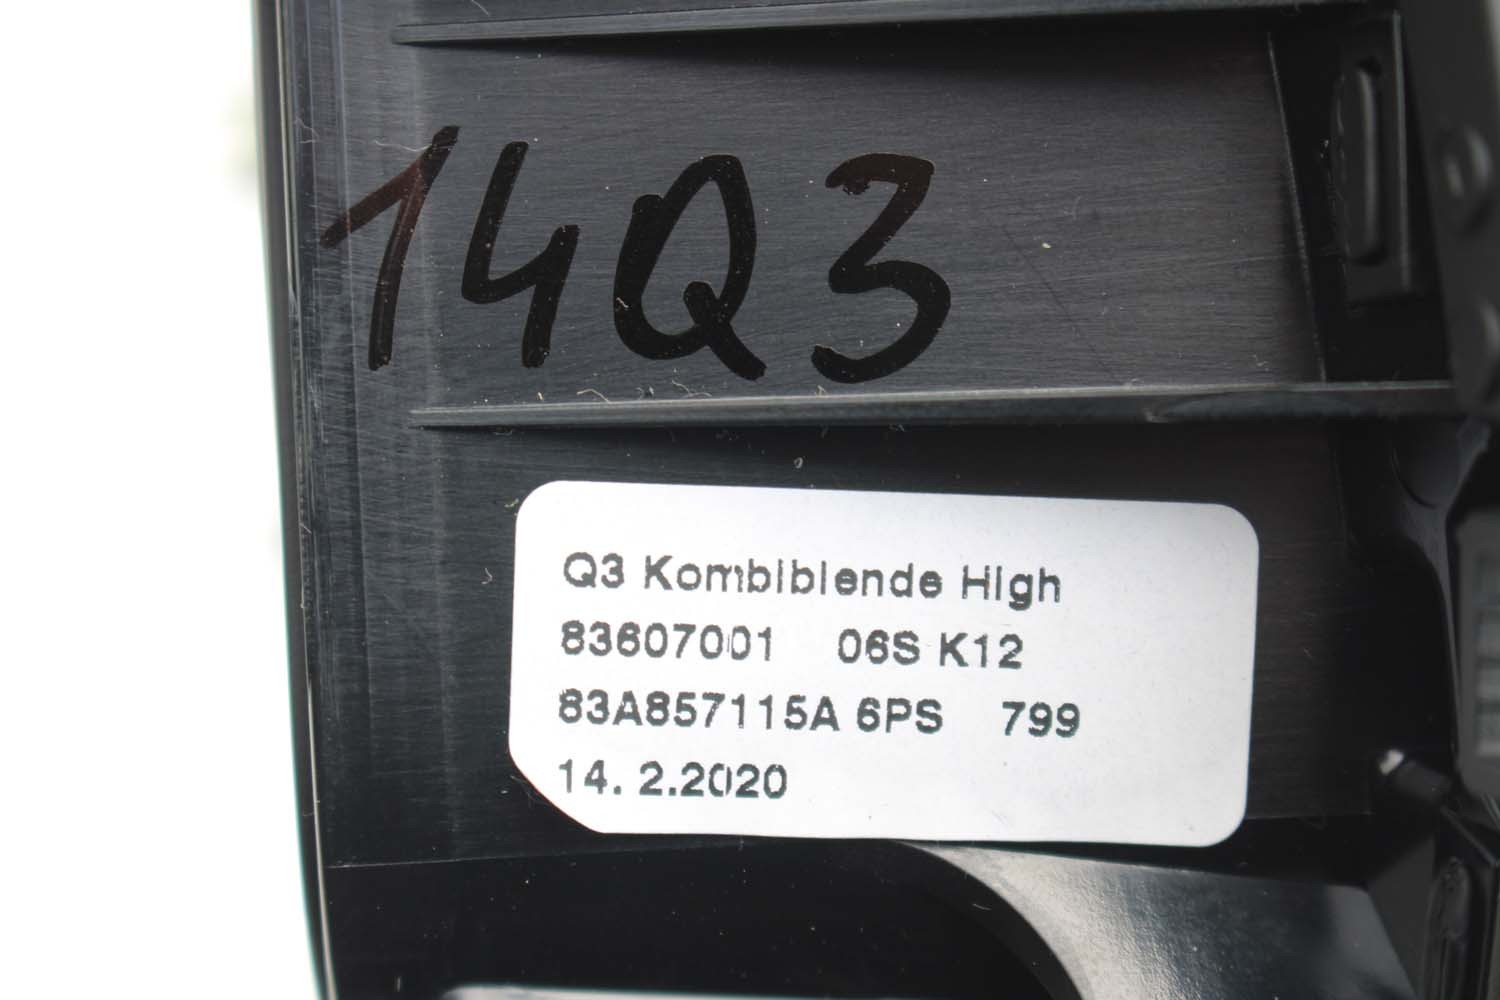 14Q3
Q3 Kombiblende High
83607001 06S K12
83A857115A 6PS 799
14. 2.2020